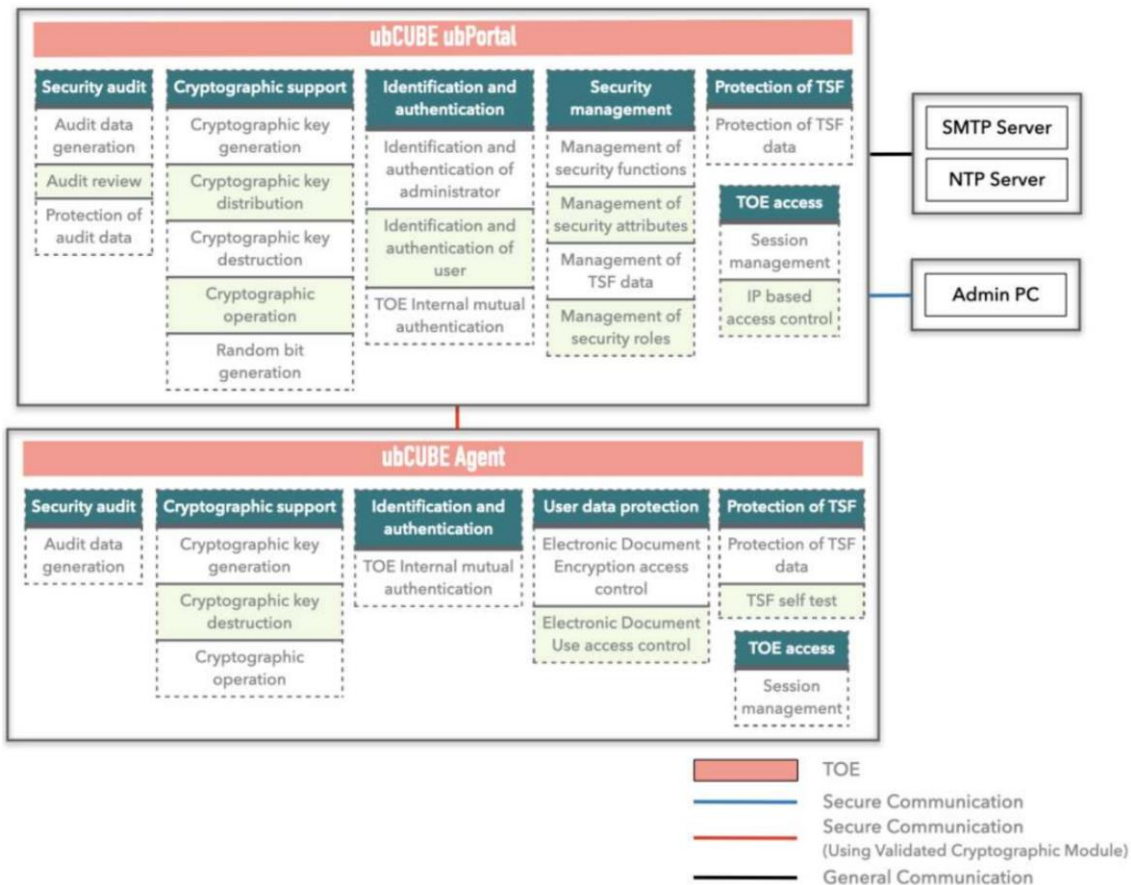 ubCUBE ubPortal
Security audit
Audit data
generation
Audit review
Protection of
audit data
Cryptographic support
Cryptographic key
generation
Cryptographic key
distribution
Cryptographic key
destruction
Cryptographic
operation
Random bit
generation
Identification and
authentication
Identification and
authentication of
administrator
Identification and
authentication of
user
TOE Internal mutual
authentication
Security
management
Management of
security functions
Management of
security attributes
Management of
TSF data
Management of
security roles
Protection of TSF
Protection of TSF
data
TOE access
Session
management
IP based
access control
SMTP Server
NTP Server
Admin PC
ubCUBE Agent
Security audit
Audit data
generation
Cryptographic support
Cryptographic key
generation
Cryptographic key
destruction
Cryptographic
operation
Identification and
authentication
TOE Internal mutual
authentication
User data protection
Electronic Document
Encryption access
control
Electronic Document
Use access control
Protection of TSF
Protection of TSF
data
TSF self test
TOE access
Session
management
TOE
Secure Communication
Secure Communication
(Using Validated Cryptographic Module)
General Communication